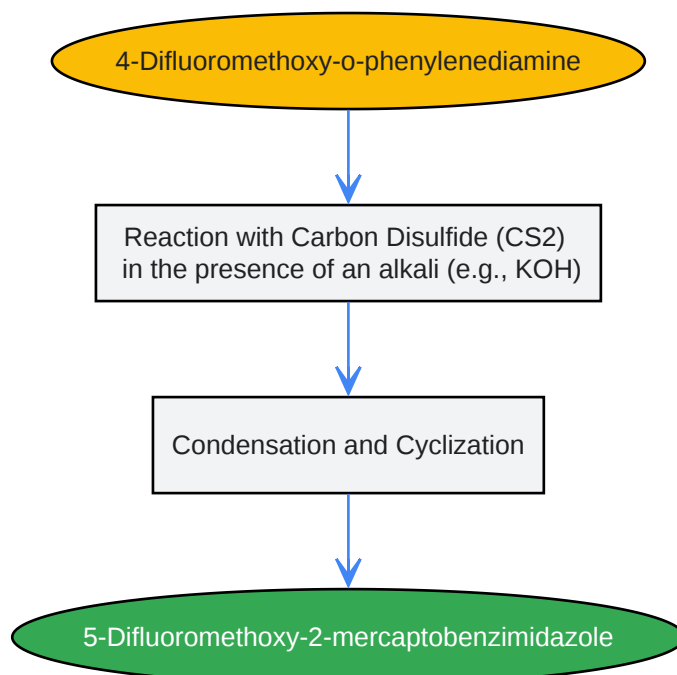 4-Difluoromethoxy-o-phenylenediamine
Reaction with Carbon Disulfide (CS2)
in the presence of an alkali (e.g., KOH)
Condensation and Cyclization
5-Difluoromethoxy-2-mercaptobenzimidazole